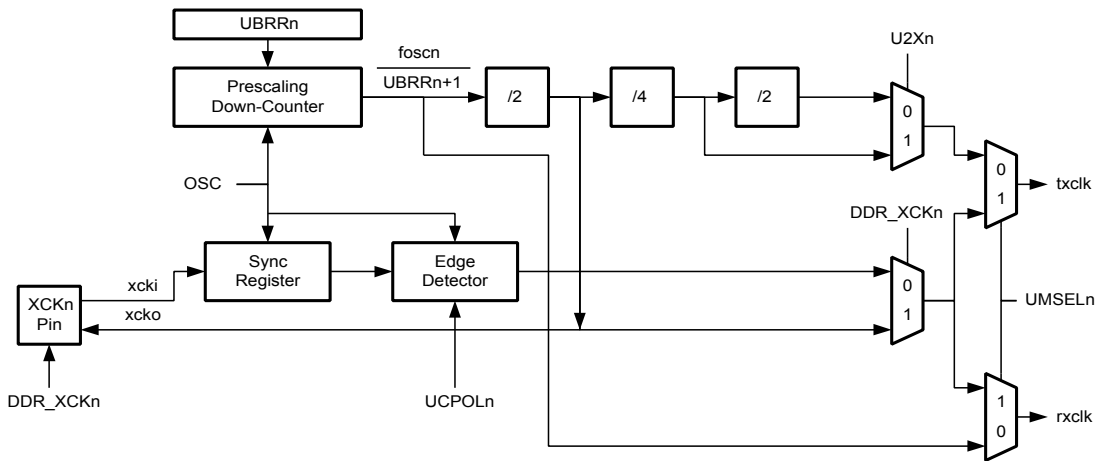 UBRRn
U2Xn
foscn
UBRRn+1
Prescaling
Down-Counter
/2
/4
/2
0
1
0
1
txclk
OSC
DDR_XCKn
Sync
Register
Edge
Detector
xcki
0
1
UMSELn
XCKn
Pin
xcko
DDR_XCKn
UCPOLn
1
0
rxclk